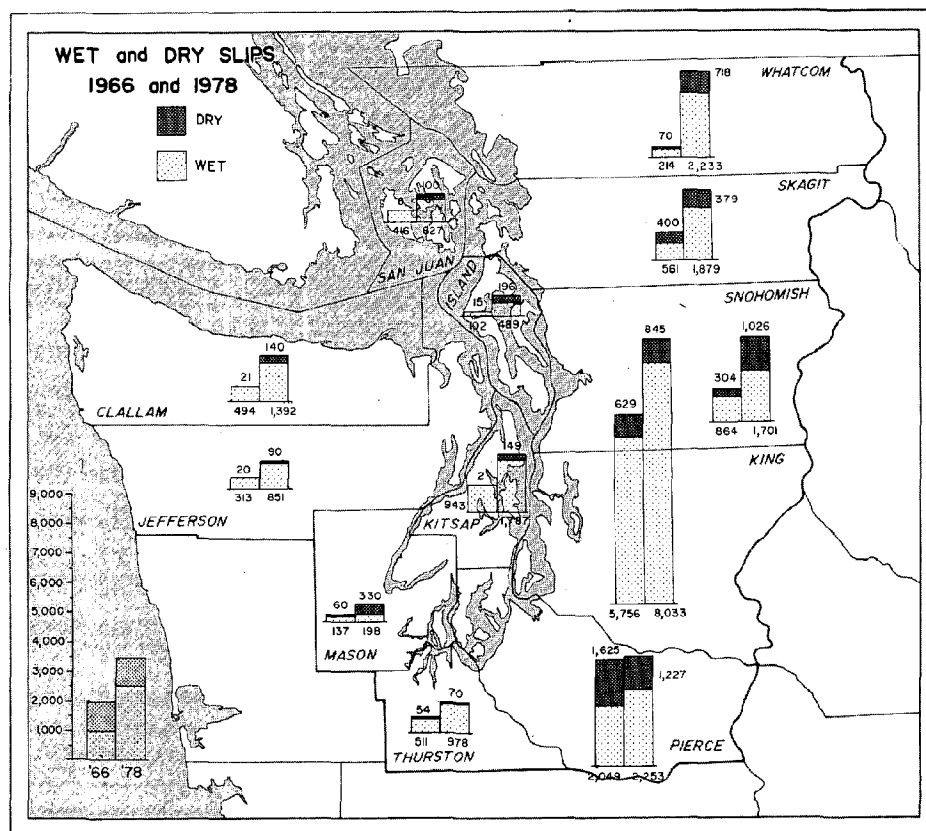 WET and DRY SLIPS
1966 and 1978
DRY
WET
718
WHATCOM
70
214 2,233
SKAGIT
379
400
561 1,879
100
416 827
SAN JUAN
ISLAND
196
15
102 489
SNOHOMISH
1,026
304
864 1,701
845
629
5,756 8,033
KING
140
21
494 1,392
CLALLAM
90
20
313 851
JEFFERSON
149
2
943 1,787
KITSAP
9,000
8,000
7,000
6,000
5,000
4,000
3,000
2,000
1,000
'66 '78
60 330
137 198
MASON
54 70
511 978
THURSTON
1,625
1,227
2,049 2,253
PIERCE